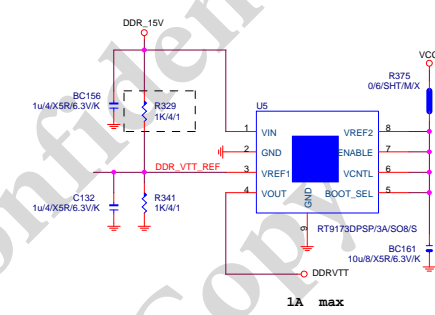 DDR_15V
VCC
R375
0/6/SHT/M/X
BC156
1u/4/X5R/6.3V/K
R329
1K/4/1
U5
1 VIN VREF2 8
2 GND ENABLE 7
DDR_VTT_REF 3 VREF1 VCNTL 6
4 VOUT BOOT_SEL 5
GND
9
C132
1u/4/X5R/6.3V/K
R341
1K/4/1
RT9173DPSP/3A/SO8/S
BC161
10u/8/X5R/6.3V/K
DDRVTT
1A max
Confiden
Copy